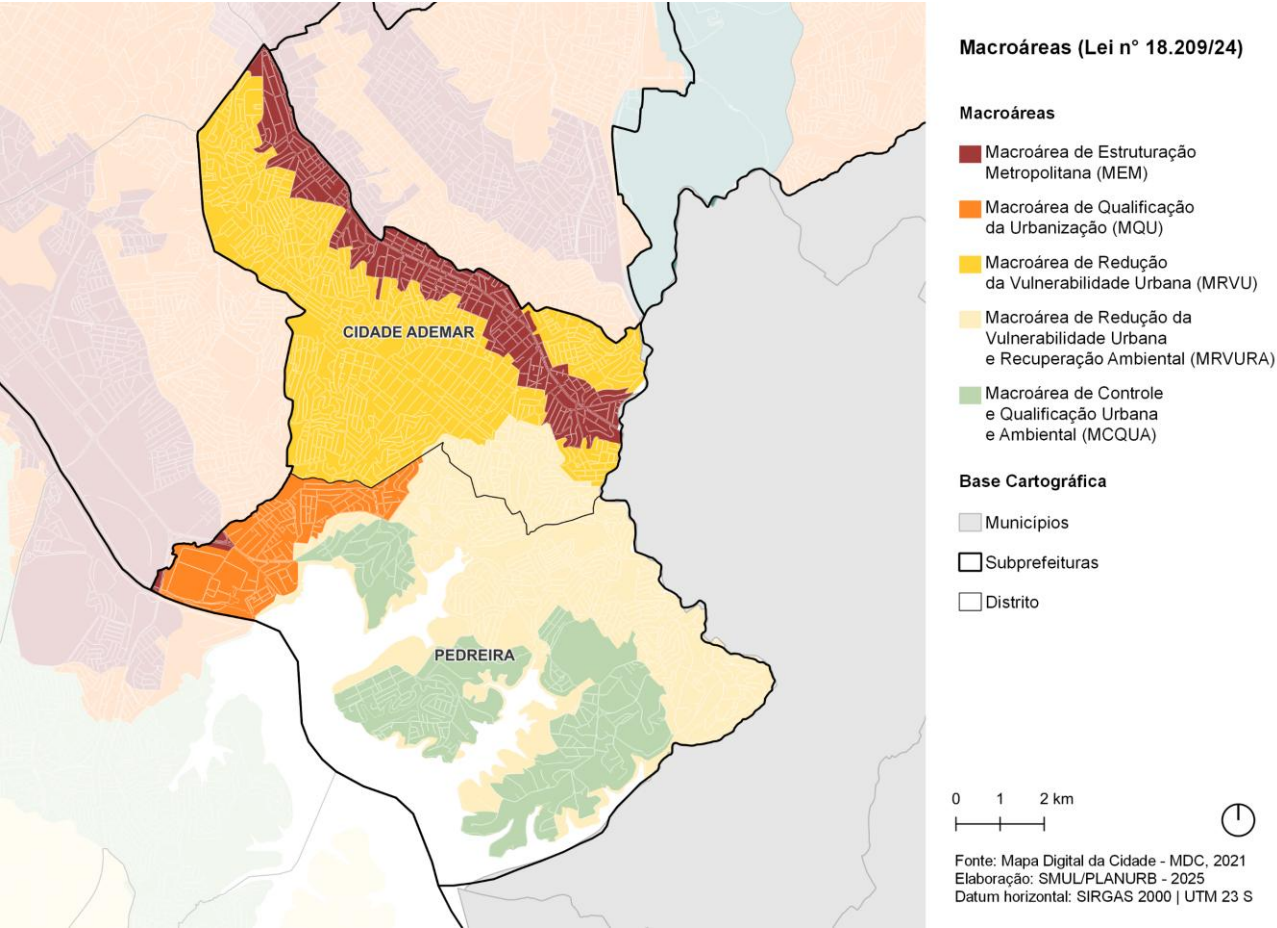 CIDADE ADEMAR
PEDREIRA
Macroáreas (Lei n° 18.209/24)
Macroáreas
Macroárea de Estruturação
Metropolitana (MEM)
Macroárea de Qualificação
da Urbanização (MQU)
Macroárea de Redução
da Vulnerabilidade Urbana (MRVU)
Macroárea de Redução da
Vulnerabilidade Urbana
e Recuperação Ambiental (MRVURA)
Macroárea de Controle
e Qualificação Urbana
e Ambiental (MCQUA)
Base Cartográfica
Municípios
Subprefeituras
Distrito
0 1 2 km
Fonte: Mapa Digital da Cidade - MDC, 2021
Elaboração: SMUL/PLANURB - 2025
Datum horizontal: SIRGAS 2000 | UTM 23 S